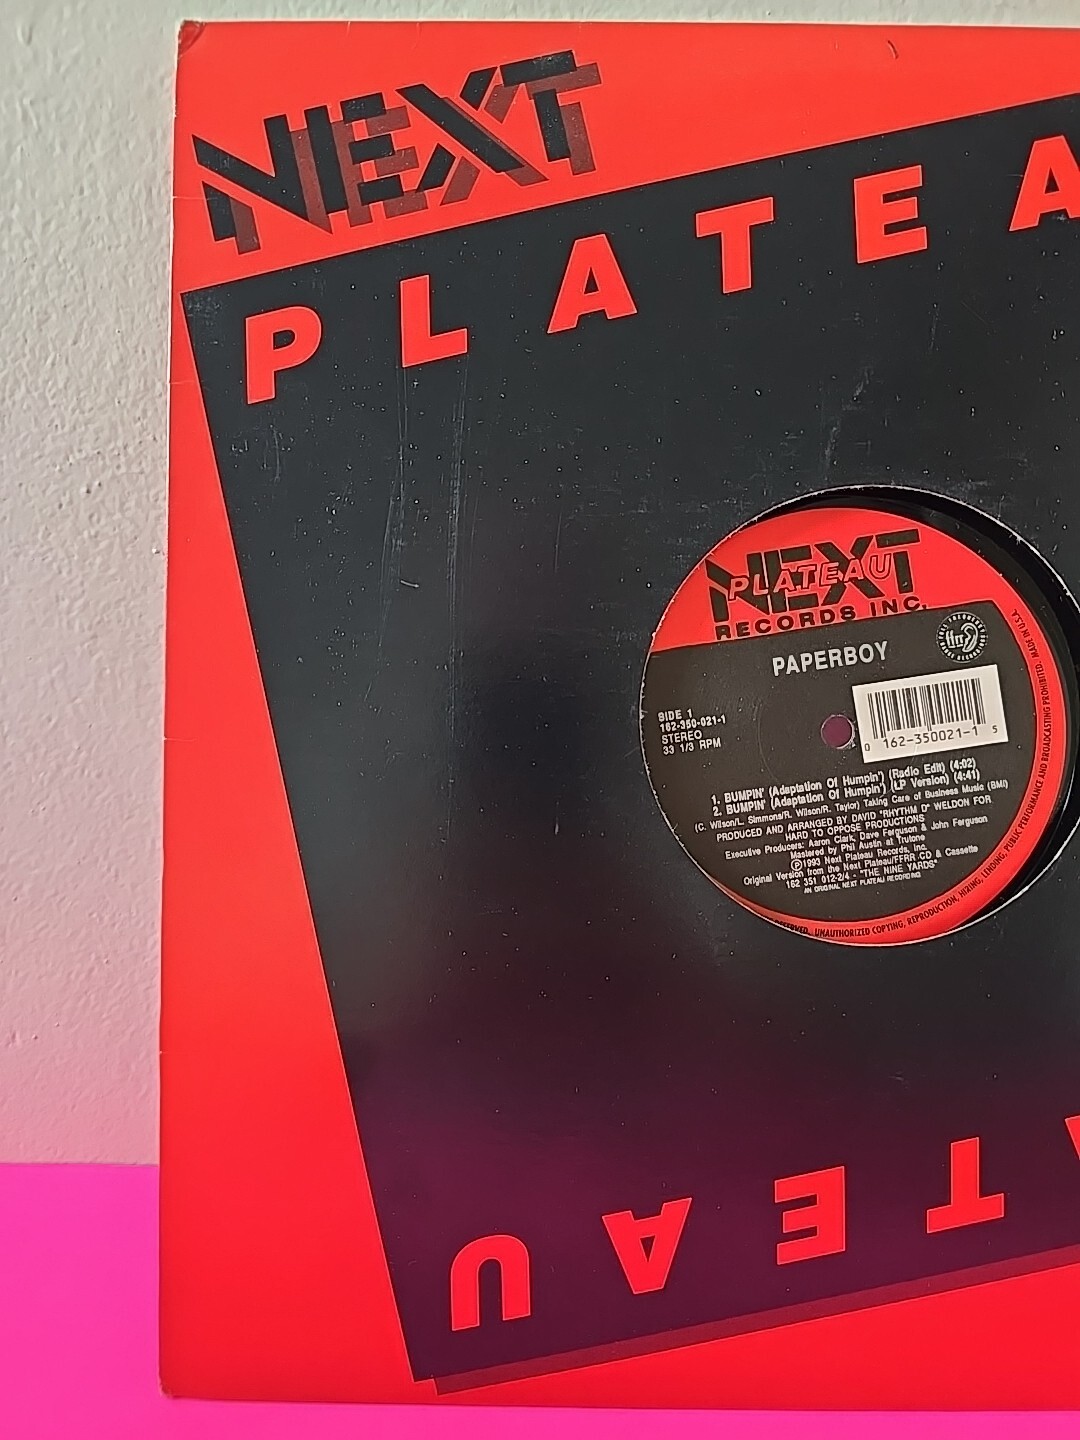 NEXT
PLATEA
NEXT
PLATEAU
RECORDS INC.
PAPERBOY
ffrr
MADE IN U.S.A.
SIDE 1
162-350-021-1
STEREO
33 1/3 RPM
0 162-350021-1 5
1. BUMPIN' (Adaptation Of Humpin') (Radio Edit) (4:02)
2. BUMPIN' (Adaptation Of Humpin') (LP Version) (4:41)
(C. Wilson/L. Simmons/R. Wilson/R. Taylor) Taking Care of Business Music (BMI)
PRODUCED AND ARRANGED BY DAVID "RHYTHM D" WELDON FOR
HARD TO OPPOSE PRODUCTIONS
Executive Producers: Aaron Clark, Dave Ferguson & John Ferguson
Mastered by Phil Austin at Trutone
Ⓟ1993 Next Plateau Records, Inc.
Original Version from the Next Plateau/FFRR CD & Cassette
162 351 012-2/4 - "THE NINE YARDS"
AN ORIGINAL NEXT PLATEAU RECORDING
RESERVED. UNAUTHORIZED COPYING, REPRODUCTION, HIRING, LENDING, PUBLIC PERFORMANCE AND BROADCASTING PROHIBITED.
TEAU